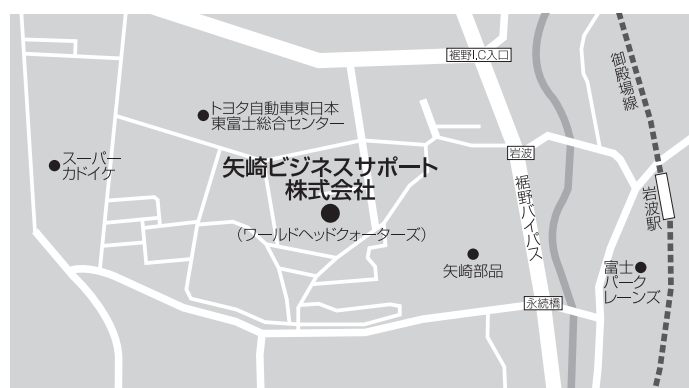 裾野I.C入口
御殿場線
トヨタ自動車東日本
東富士総合センター
スーパー
カドイケ
岩波
矢崎ビジネスサポート
株式会社
(ワールドヘッドクォーターズ)
裾野バイパス
岩波駅
矢崎部品
富士
パーク
レーンズ
永続橋